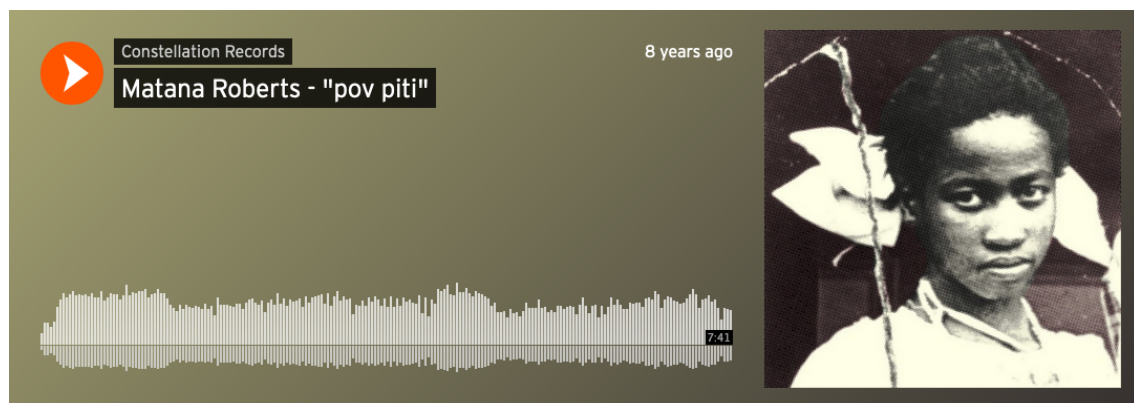 Constellation Records
8 years ago
Matana Roberts - "pov piti"
7:41